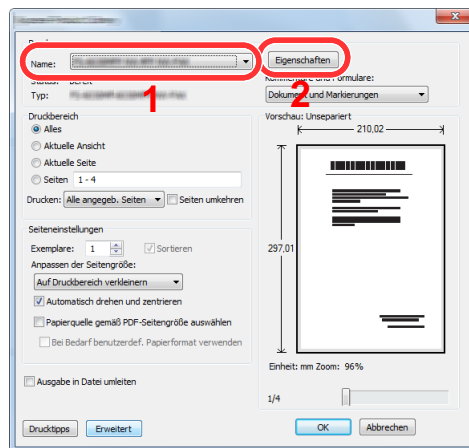 Name:
Eigenschaften
1
2
Status: bereit
Kommentare und Formulare:
Typ:
Dokument und Markierungen
Druckbereich
Alles
Aktuelle Ansicht
Aktuelle Seite
Seiten 1 - 4
Drucken: Alle angegeb. Seiten Seiten umkehren
Vorschau: Unsepariert
210,02
297,01
Seiteneinstellungen
Exemplare: 1 Sortieren
Anpassen der Seitengröße:
Auf Druckbereich verkleinern
Automatisch drehen und zentrieren
Papierquelle gemäß PDF-Seitengröße auswählen
Bei Bedarf benutzerdef. Papierformat verwenden
Einheit: mm Zoom: 96%
Ausgabe in Datei umleiten
1/4
Drucktipps
Erweitert
OK
Abbrechen